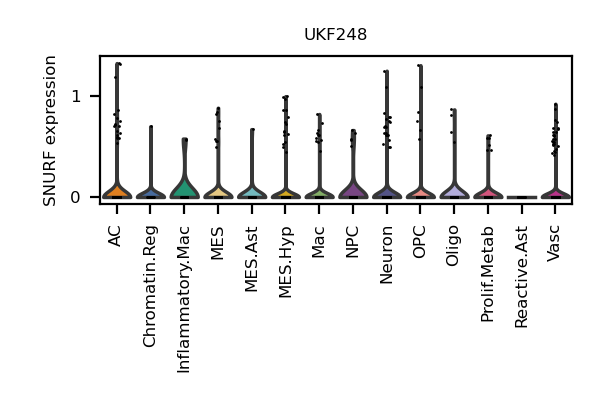 UKF248
SNURF expression
1
0
AC
Chromatin.Reg
Inflammatory.Mac
MES
MES.Ast
MES.Hyp
Mac
NPC
Neuron
OPC
Oligo
Prolif.Metab
Reactive.Ast
Vasc